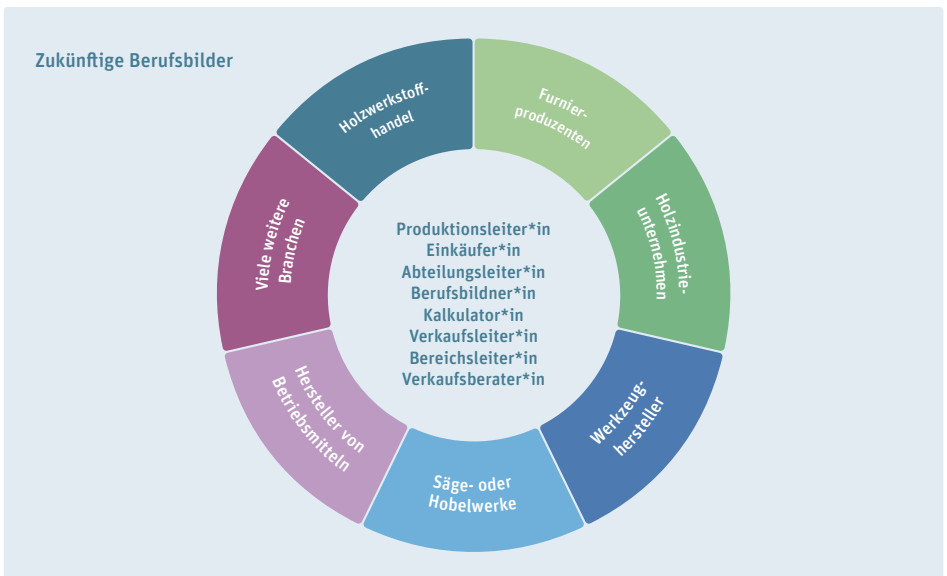 Zukünftige Berufsbilder
Holzwerkstoff-
handel
Furnier-
produzenten
Holzindustrie-
unternehmen
Werkzeug-
hersteller
Säge- oder
Hobelwerke
Hersteller von
Betriebsmitteln
Viele weitere
Branchen
Produktionsleiter*in
Einkäufer*in
Abteilungsleiter*in
Berufsbildner*in
Kalkulator*in
Verkaufsleiter*in
Bereichsleiter*in
Verkaufsberater*in